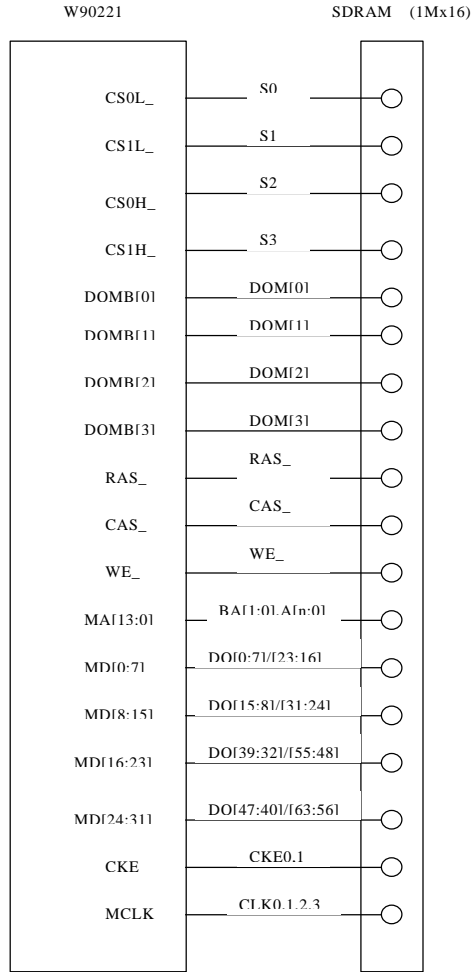 W90221 SDRAM (1Mx16)
CS0L_ S0
CS1L_ S1
CS0H_ S2
CS1H_ S3
DOMB[0] DOM[0]
DOMB[1] DOM[1]
DOMB[2] DOM[2]
DOMB[3] DOM[3]
RAS_ RAS_
CAS_ CAS_
WE_ WE_
MA[13:0] BA[1:0],A[n:0]
MD[0:7] DO[0:7]/[23:16]
MD[8:15] DO[15:8]/[31:24]
MD[16:23] DO[39:32]/[55:48]
MD[24:31] DO[47:40]/[63:56]
CKE CKE0,1
MCLK CLK0,1,2,3